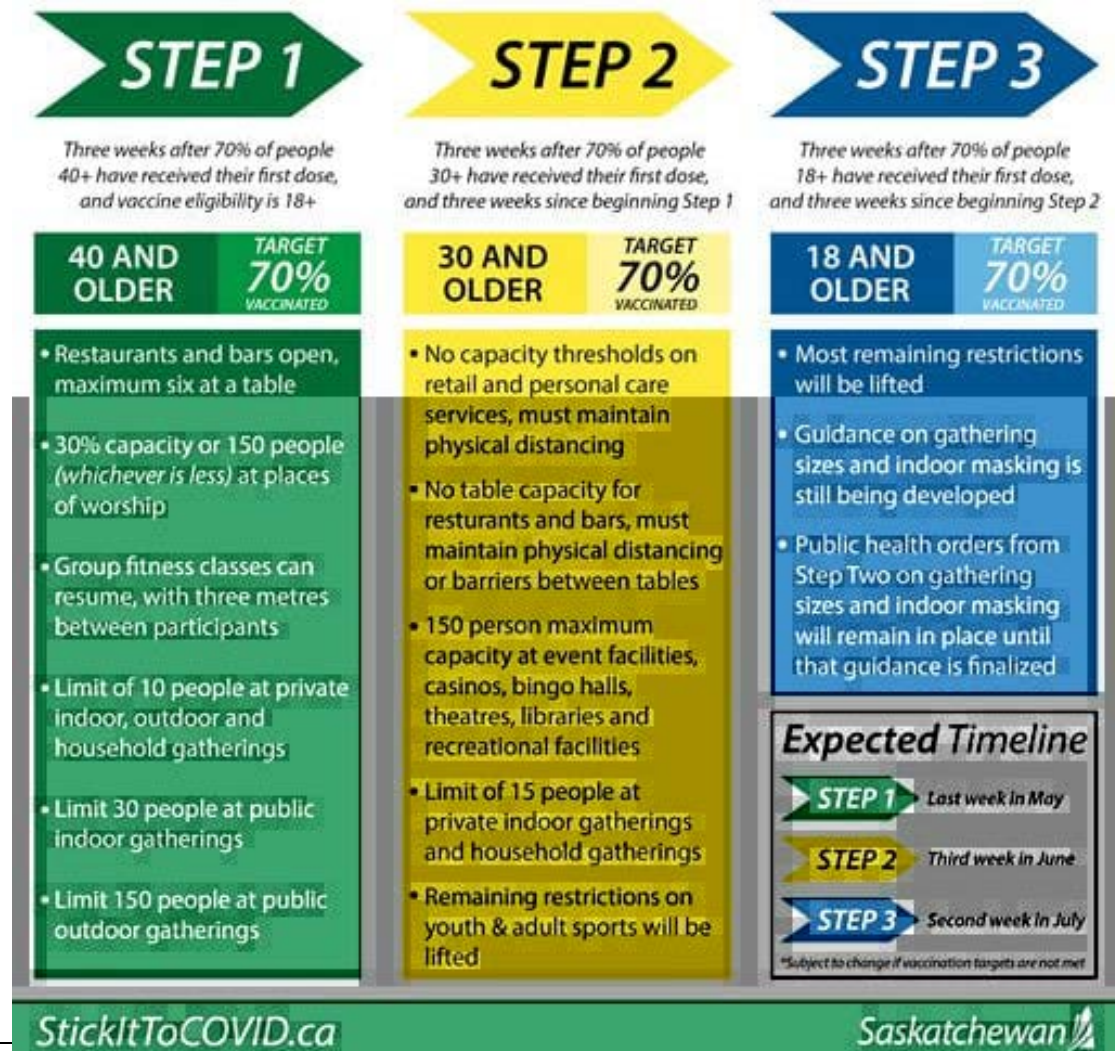 STEP 1
Three weeks after 70% of people
40+ have received their first dose,
and vaccine eligibility is 18+
40 AND
OLDER
TARGET
70%
VACCINATED
• Restaurants and bars open,
maximum six at a table
• 30% capacity or 150 people
(whichever is less) at places
of worship
• Group fitness classes can
resume, with three metres
between participants
• Limit of 10 people at private
indoor, outdoor and
household gatherings
• Limit 30 people at public
indoor gatherings
• Limit 150 people at public
outdoor gatherings
STEP 2
Three weeks after 70% of people
30+ have received their first dose,
and three weeks since beginning Step 1
30 AND
OLDER
TARGET
70%
VACCINATED
• No capacity thresholds on
retail and personal care
services, must maintain
physical distancing
• No table capacity for
resturants and bars, must
maintain physical distancing
or barriers between tables
• 150 person maximum
capacity at event facilities,
casinos, bingo halls,
theatres, libraries and
recreational facilities
• Limit of 15 people at
private indoor gatherings
and household gatherings
• Remaining restrictions on
youth & adult sports will be
lifted
STEP 3
Three weeks after 70% of people
18+ have received their first dose,
and three weeks since beginning Step 2
18 AND
OLDER
TARGET
70%
VACCINATED
• Most remaining restrictions
will be lifted
• Guidance on gathering
sizes and indoor masking is
still being developed
• Public health orders from
Step Two on gathering
sizes and indoor masking
will remain in place until
that guidance is finalized
Expected Timeline
STEP 1 Last week in May
STEP 2 Third week in June
STEP 3 Second week in July
*Subject to change if vaccination targets are not met
StickItToCOVID.ca
Saskatchewan